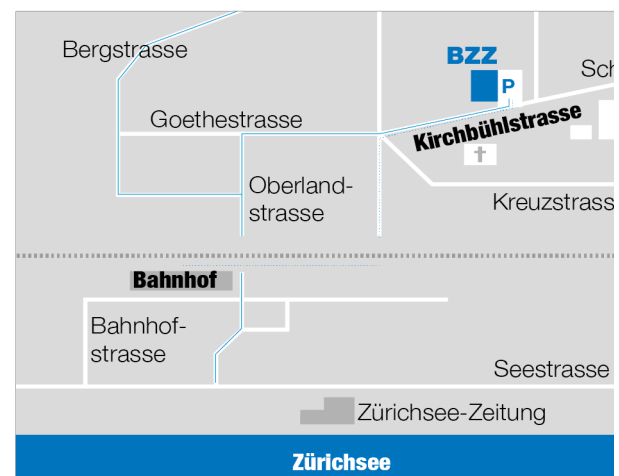 Bergstrasse
BZZ
P
Sch
Goethestrasse
Kirchbühlstrasse
Oberland-
strasse
Kreuzstrass
Bahnhof
Bahnhof-
strasse
Seestrasse
Zürichsee-Zeitung
Zürichsee